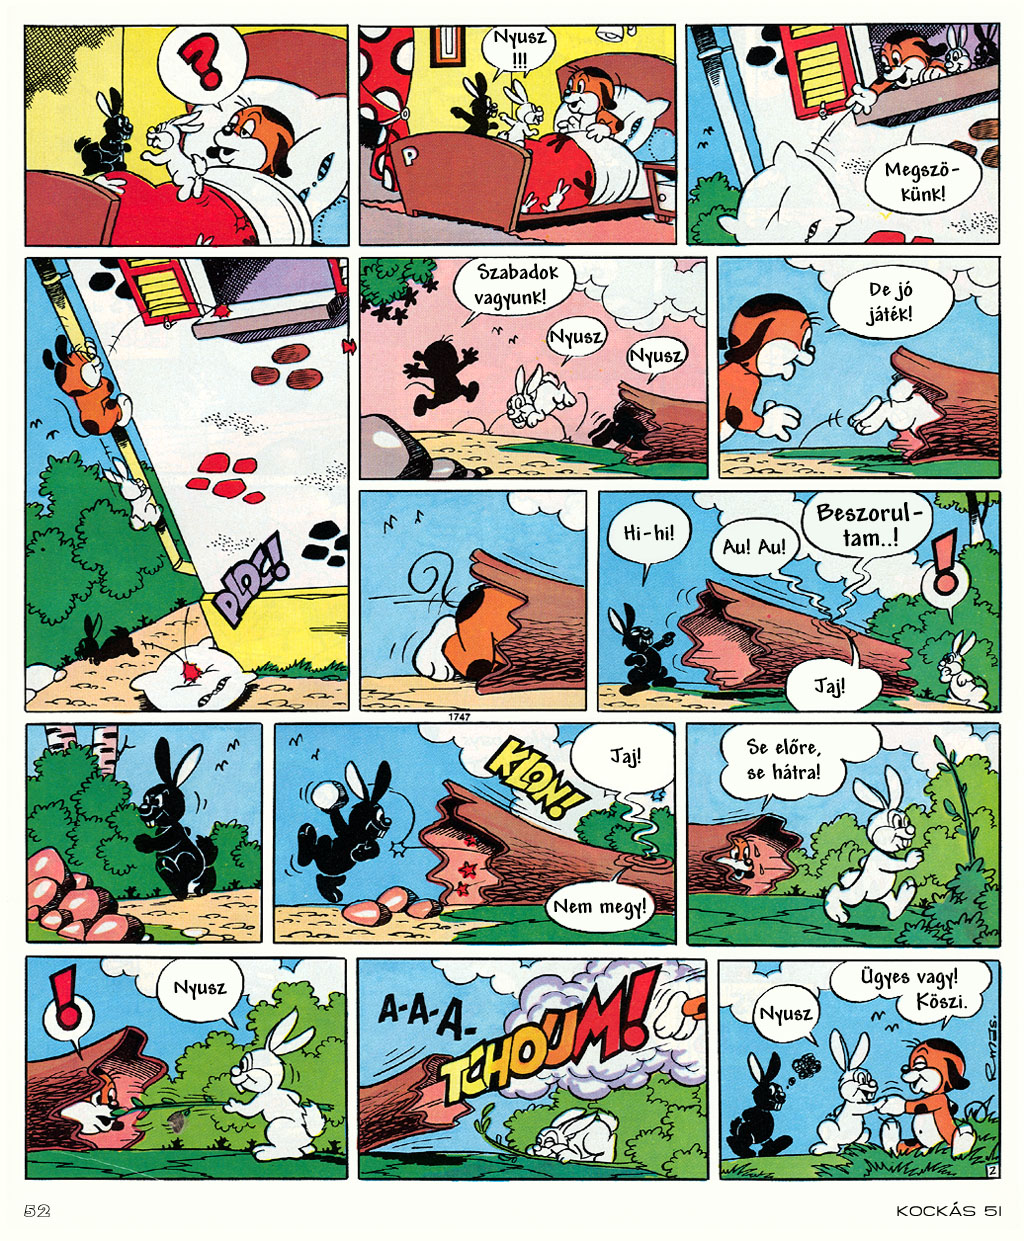 ?
Nyusz
!!!
P
Megszö-
künk!
PLOC!
Szabadok
vagyunk!
Nyusz
Nyusz
De jó
játék!
Hi-hi!
Au! Au!
Beszorul-
tam..!
!
Jaj!
1747
KLON!
Jaj!
Nem megy!
Se előre,
se hátra!
!
Nyusz
A-A-A-
TCHOUM!
Nyusz
Ügyes vagy!
Köszi.
2
52
KOCKÁS 51